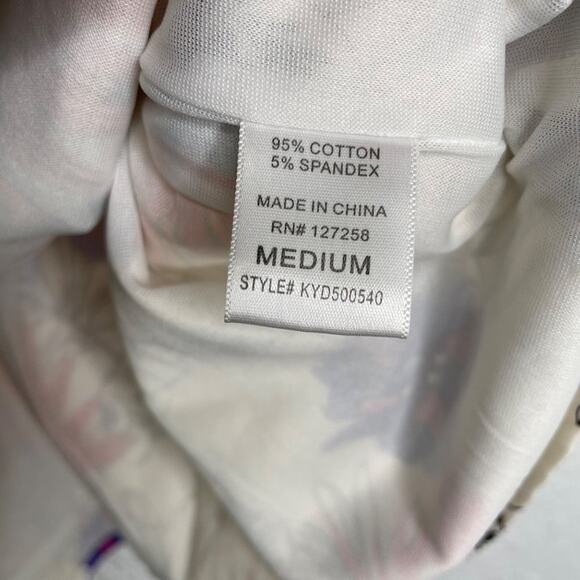 95% COTTON
5% SPANDEX
MADE IN CHINA
RN# 127258
MEDIUM
STYLE# KYD500540